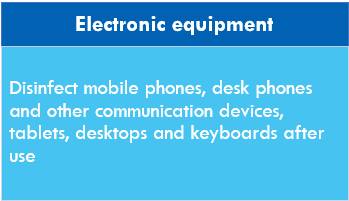 Electronic equipment
Disinfect mobile phones, desk phones
and other communication devices,
tablets, desktops and keyboards after
use